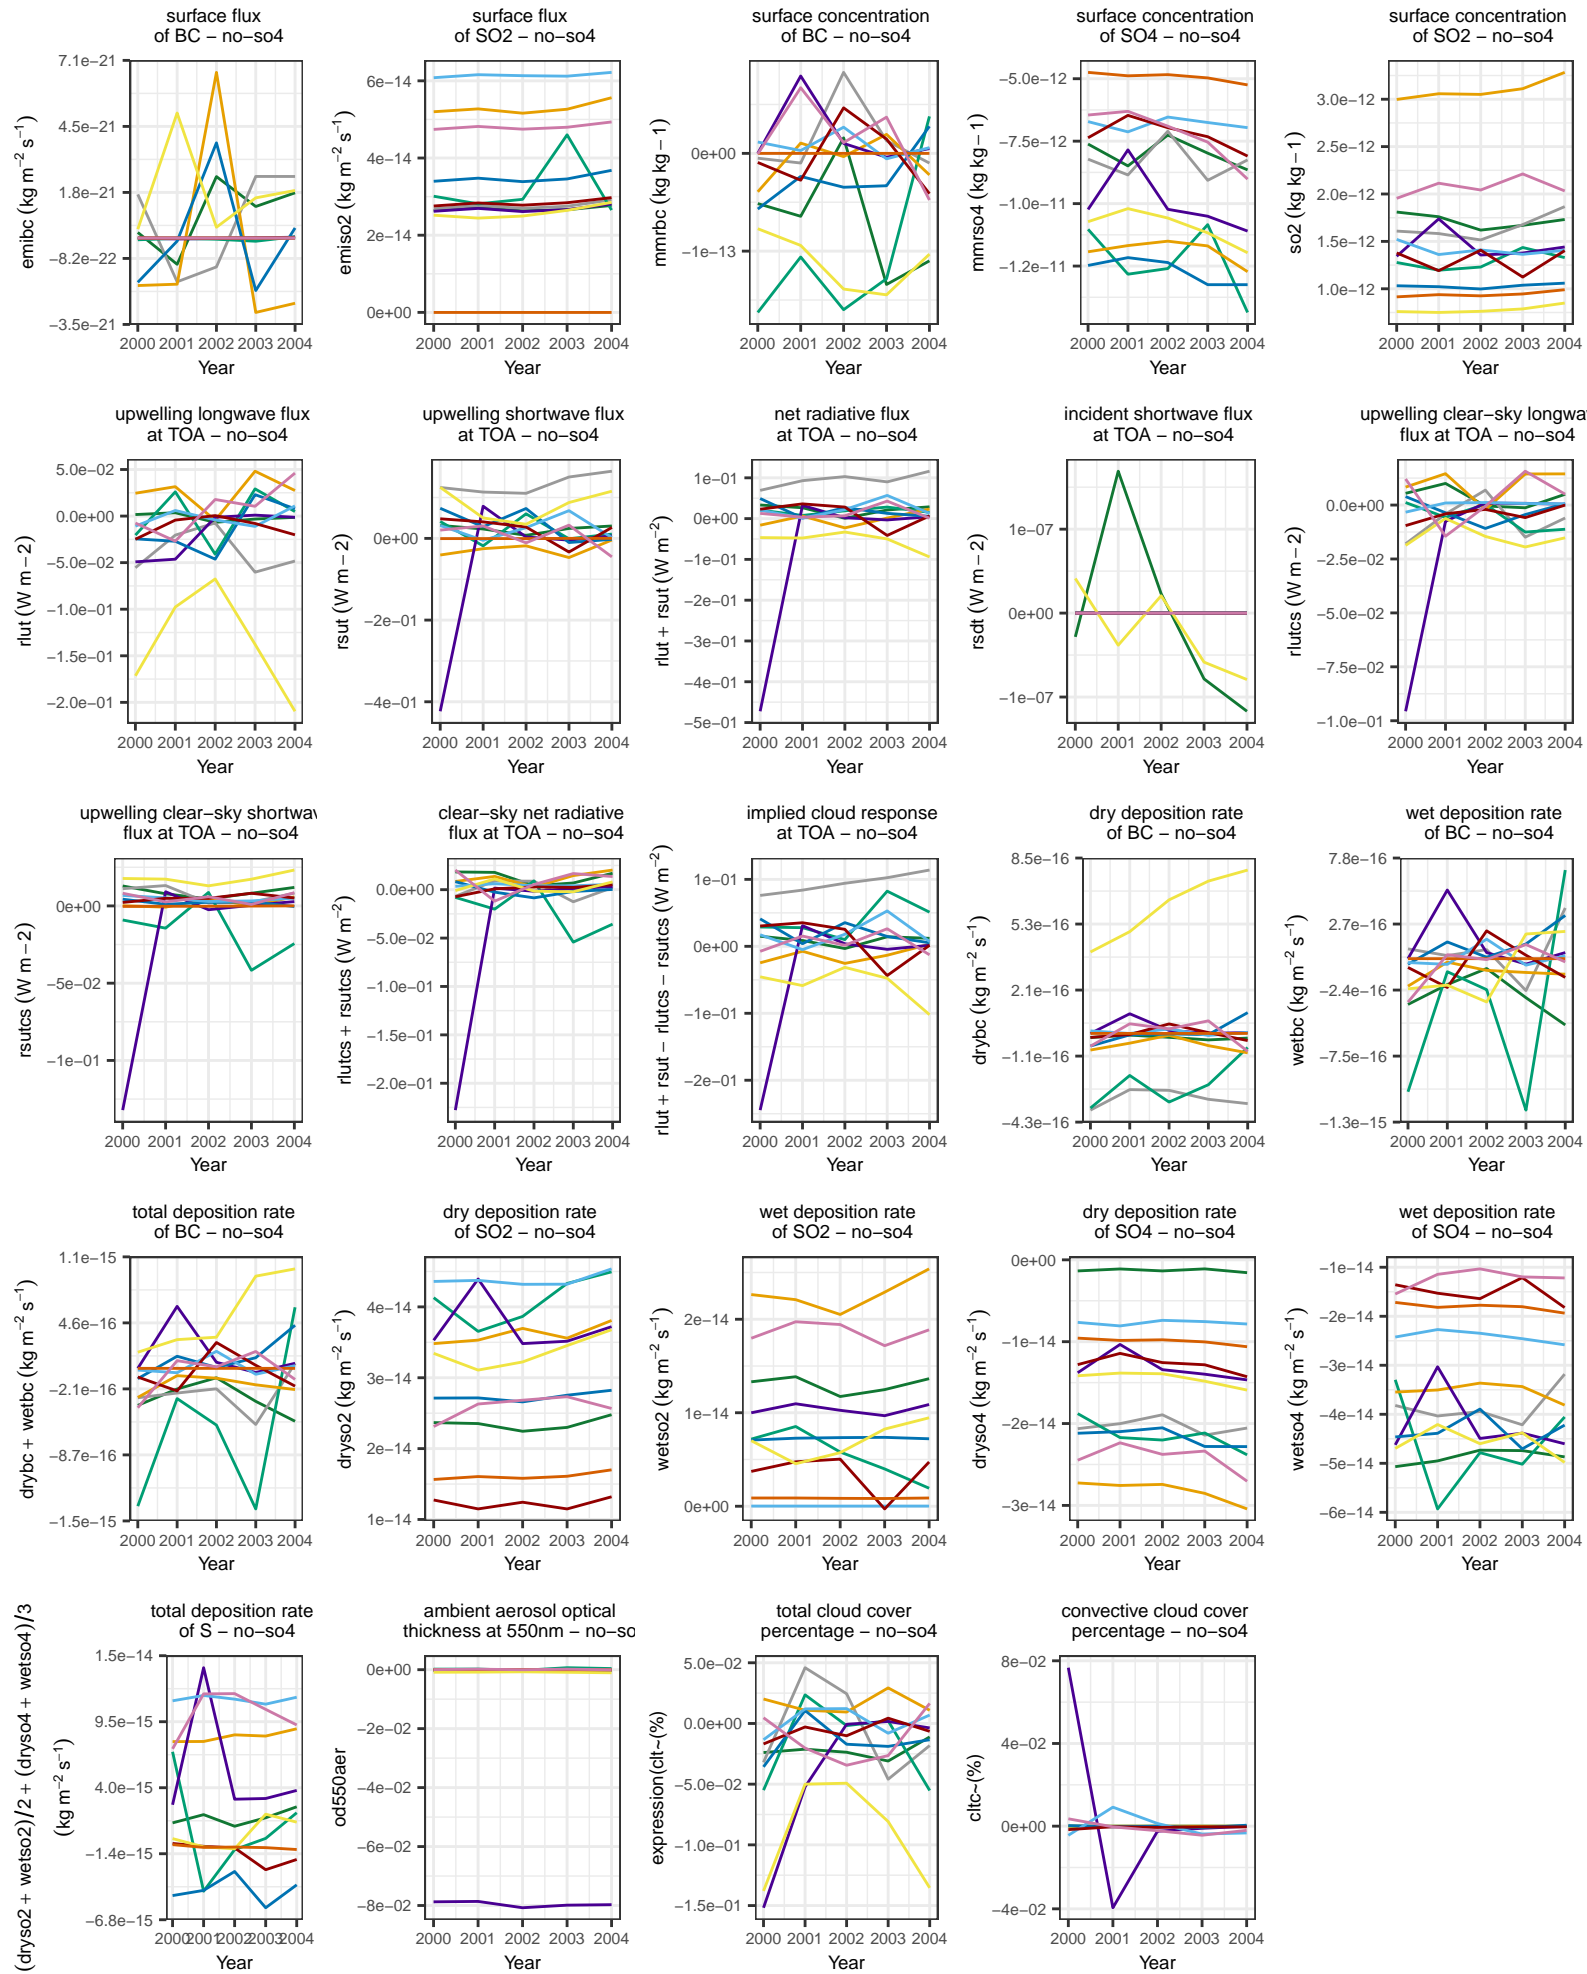 surface flux
of BC − no−so4
surface flux
of SO2 − no−so4
surface concentration
of BC − no−so4
surface concentration
of SO4 − no−so4
surface concentration
of SO2 − no−so4
emibc (kg m−2 s−1)
7.1e−21
4.5e−21
1.8e−21
−8.2e−22
−3.5e−21
2000 2001 2002 2003 2004
Year
emiso2 (kg m−2 s−1)
6e−14
4e−14
2e−14
0e+00
2000 2001 2002 2003 2004
Year
mmrbc (kg kg−1)
0e+00
−1e−13
2000 2001 2002 2003 2004
Year
mmrso4 (kg kg−1)
−5.0e−12
−7.5e−12
−1.0e−11
−1.2e−11
2000 2001 2002 2003 2004
Year
so2 (kg kg−1)
3.0e−12
2.5e−12
2.0e−12
1.5e−12
1.0e−12
2000 2001 2002 2003 2004
Year
upwelling longwave flux
at TOA − no−so4
upwelling shortwave flux
at TOA − no−so4
net radiative flux
at TOA − no−so4
incident shortwave flux
at TOA − no−so4
upwelling clear−sky longwa
flux at TOA − no−so4
rlut (W m−2)
5.0e−02
0.0e+00
−5.0e−02
−1.0e−01
−1.5e−01
−2.0e−01
2000 2001 2002 2003 2004
Year
rsut (W m−2)
0e+00
−2e−01
−4e−01
2000 2001 2002 2003 2004
Year
rlut + rsut (W m−2)
1e−01
0e+00
−1e−01
−2e−01
−3e−01
−4e−01
−5e−01
2000 2001 2002 2003 2004
Year
rsdt (W m−2)
1e−07
0e+00
−1e−07
2000 2001 2002 2003 2004
Year
rlutcs (W m−2)
0.0e+00
−2.5e−02
−5.0e−02
−7.5e−02
−1.0e−01
2000 2001 2002 2003 2004
Year
upwelling clear−sky shortwav
flux at TOA − no−so4
clear−sky net radiative
flux at TOA − no−so4
implied cloud response
at TOA − no−so4
dry deposition rate
of BC − no−so4
wet deposition rate
of BC − no−so4
rsutcs (W m−2)
0e+00
−5e−02
−1e−01
2000 2001 2002 2003 2004
Year
rlutcs + rsutcs (W m−2)
0.0e+00
−5.0e−02
−1.0e−01
−1.5e−01
−2.0e−01
2000 2001 2002 2003 2004
Year
rlut + rsut − rlutcs − rsutcs (W m−2)
1e−01
0e+00
−1e−01
−2e−01
2000 2001 2002 2003 2004
Year
drybc (kg m−2 s−1)
8.5e−16
5.3e−16
2.1e−16
−1.1e−16
−4.3e−16
2000 2001 2002 2003 2004
Year
wetbc (kg m−2 s−1)
7.8e−16
2.7e−16
−2.4e−16
−7.5e−16
−1.3e−15
2000 2001 2002 2003 2004
Year
total deposition rate
of BC − no−so4
dry deposition rate
of SO2 − no−so4
wet deposition rate
of SO2 − no−so4
dry deposition rate
of SO4 − no−so4
wet deposition rate
of SO4 − no−so4
drybc + wetbc (kg m−2 s−1)
1.1e−15
4.6e−16
−2.1e−16
−8.7e−16
−1.5e−15
2000 2001 2002 2003 2004
Year
dryso2 (kg m−2 s−1)
4e−14
3e−14
2e−14
1e−14
2000 2001 2002 2003 2004
Year
wetso2 (kg m−2 s−1)
2e−14
1e−14
0e+00
2000 2001 2002 2003 2004
Year
dryso4 (kg m−2 s−1)
0e+00
−1e−14
−2e−14
−3e−14
2000 2001 2002 2003 2004
Year
wetso4 (kg m−2 s−1)
−1e−14
−2e−14
−3e−14
−4e−14
−5e−14
−6e−14
2000 2001 2002 2003 2004
Year
total deposition rate
of S − no−so4
ambient aerosol optical
thickness at 550nm − no−so
total cloud cover
percentage − no−so4
convective cloud cover
percentage − no−so4
(dryso2 + wetso2)/2 + (dryso4 + wetso4)/3
(kg m−2 s−1)
1.5e−14
9.5e−15
4.0e−15
−1.4e−15
−6.8e−15
2000 2001 2002 2003 2004
Year
od550aer
0e+00
−2e−02
−4e−02
−6e−02
−8e−02
2000 2001 2002 2003 2004
Year
expression(clt~(%)
5.0e−02
0.0e+00
−5.0e−02
−1.0e−01
−1.5e−01
2000 2001 2002 2003 2004
Year
cltc~(%)
8e−02
4e−02
0e+00
−4e−02
2000 2001 2002 2003 2004
Year